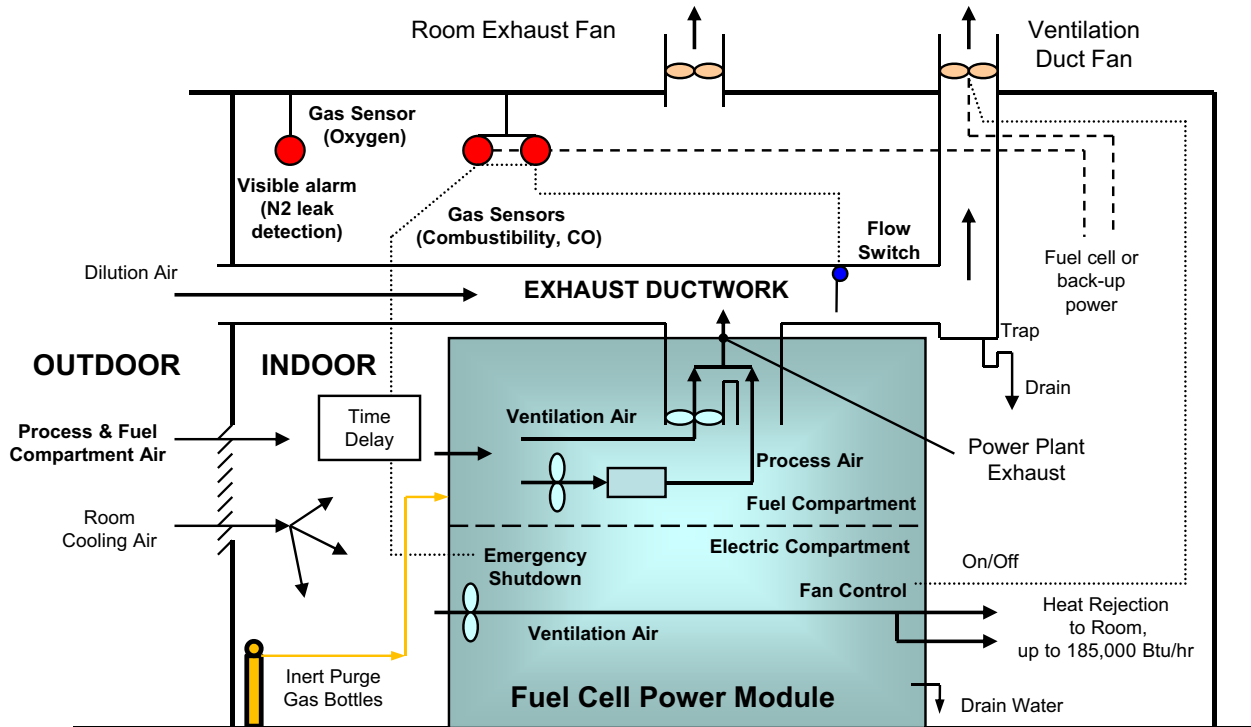 Room Exhaust Fan
Ventilation
Duct Fan
Gas Sensor
(Oxygen)
Visible alarm
(N2 leak
detection)
Gas Sensors
(Combustibility, CO)
Flow
Switch
Dilution Air
EXHAUST DUCTWORK
Fuel cell or
back-up
power
Trap
Drain
OUTDOOR
INDOOR
Time
Delay
Ventilation Air
Process & Fuel
Compartment Air
Process Air
Power Plant
Exhaust
Fuel Compartment
Room
Cooling Air
Electric Compartment
Emergency
Shutdown
On/Off
Fan Control
Heat Rejection
to Room,
up to 185,000 Btu/hr
Ventilation Air
Inert Purge
Gas Bottles
Fuel Cell Power Module
Drain Water